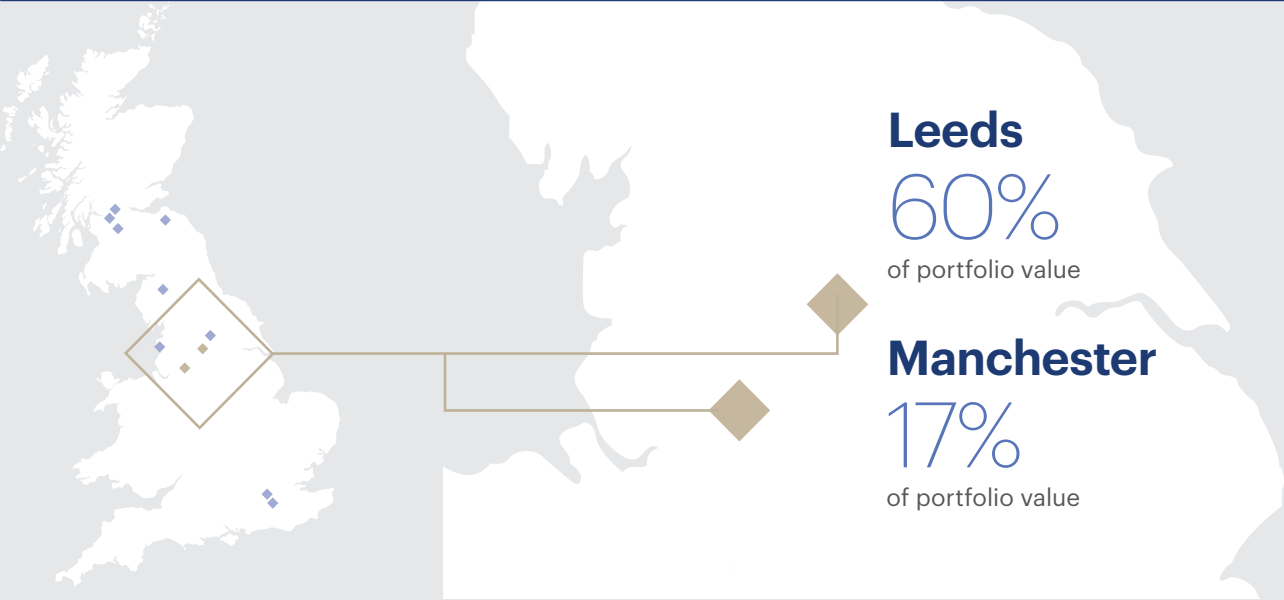 Leeds
60%
of portfolio value
Manchester
17%
of portfolio value